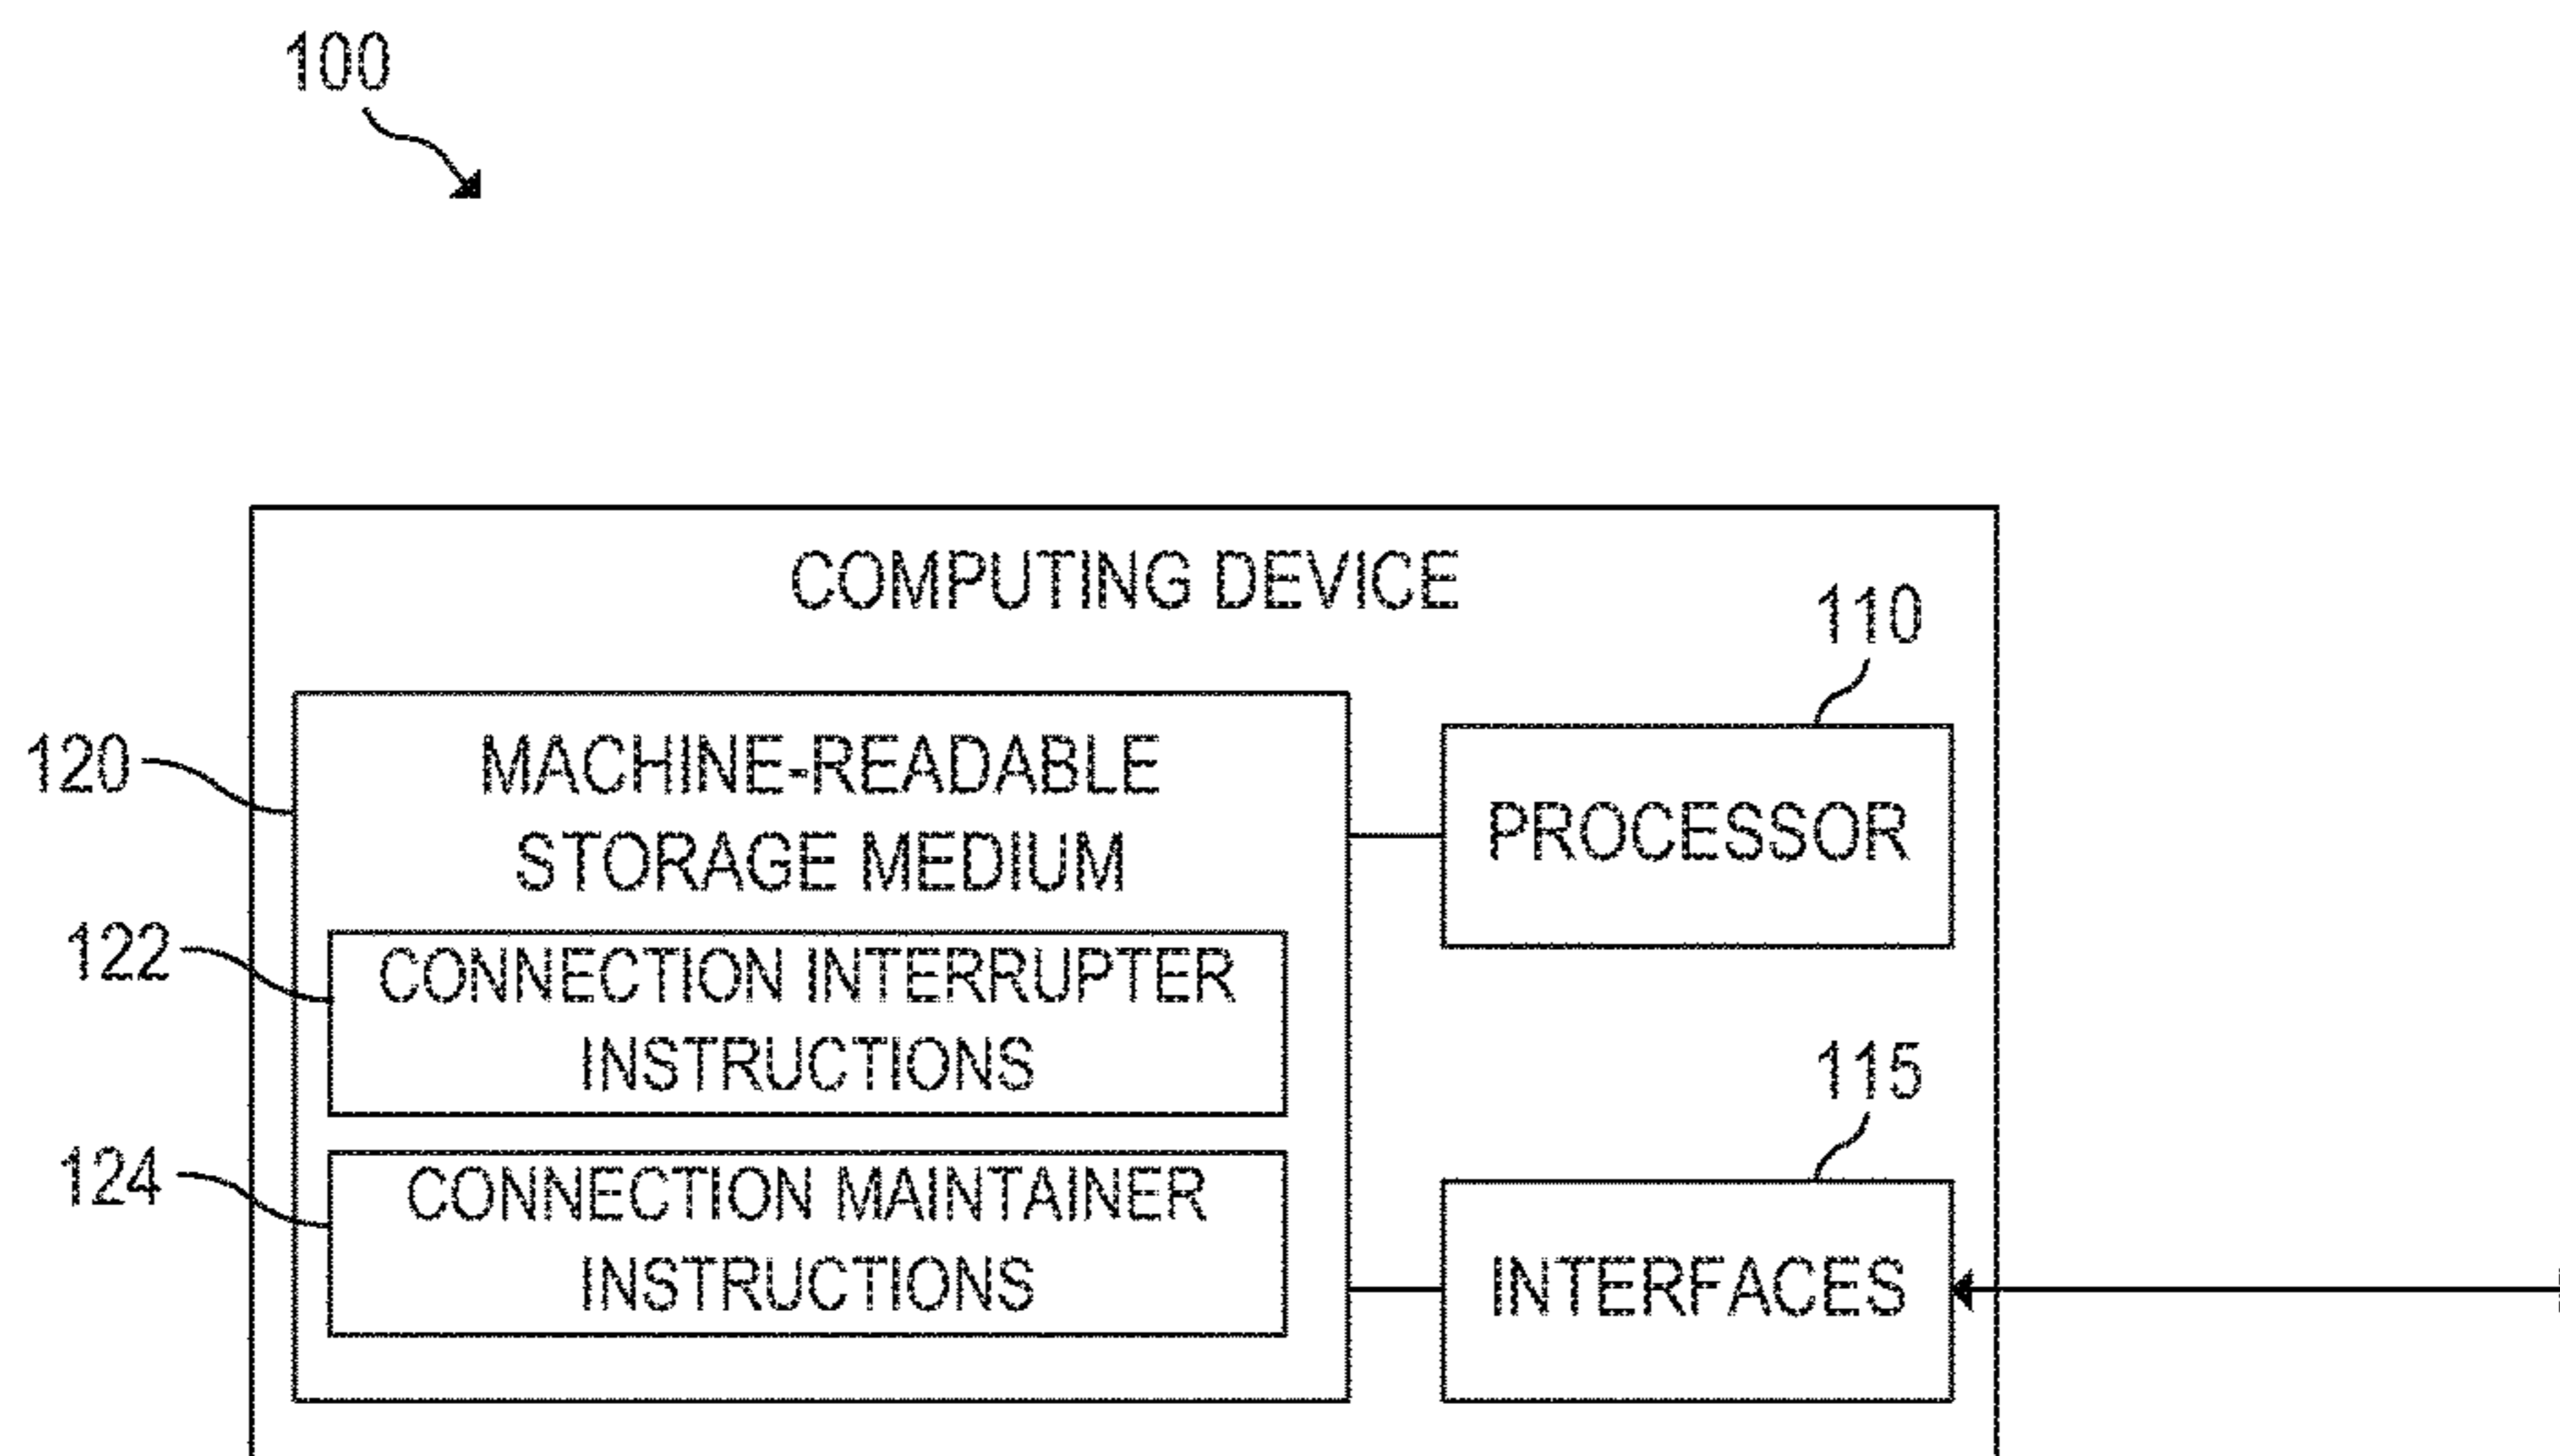 100
COMPUTING DEVICE
110
120
MACHINE-READABLE
STORAGE MEDIUM
PROCESSOR
122
CONNECTION INTERRUPTER
INSTRUCTIONS
115
124
CONNECTION MAINTAINER
INSTRUCTIONS
INTERFACES